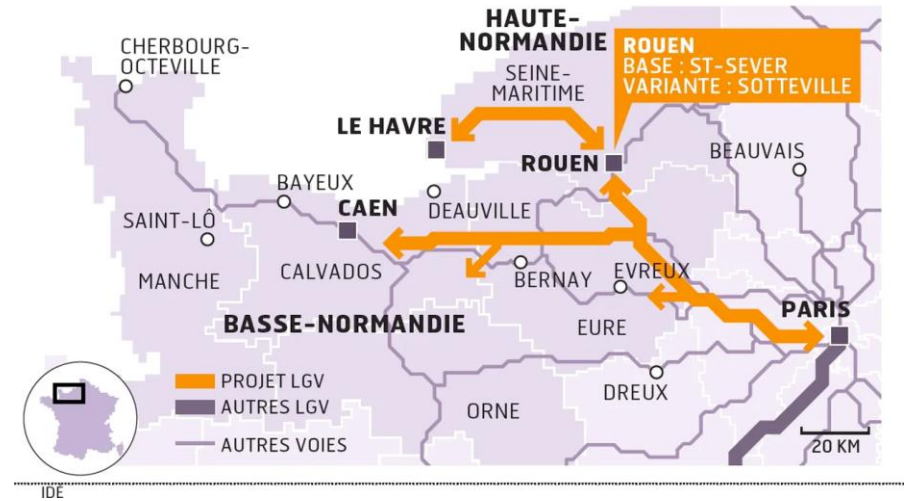 HAUTE-
NORMANDIE
CHERBOURG-
OCTEVILLE
ROUEN
BASE : ST-SEVER
VARIANTE : SOTTEVILLE
SEINE-
MARITIME
LE HAVRE
ROUEN
BEAUVAIS
BAYEUX
CAEN
DEAUVILLE
SAINT-LÔ
MANCHE
CALVADOS
BERNAY
EVREUX
PARIS
BASSE-NORMANDIE
EURE
DREUX
ORNE
PROJET LGV
AUTRES LGV
AUTRES VOIES
20 KM
IDÉ